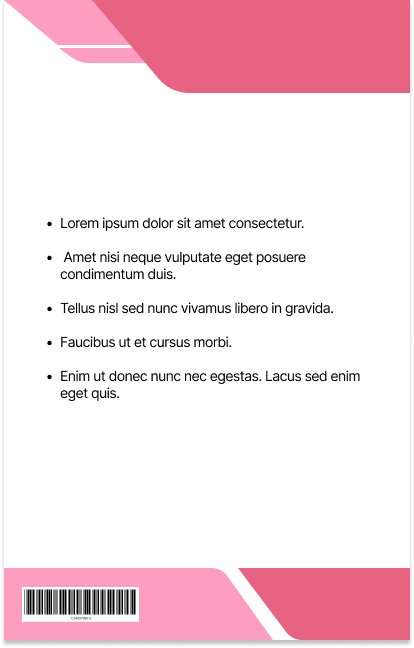 • Lorem ipsum dolor sit amet consectetur.
• Amet nisi neque vulputate eget posuere
condimentum duis.
• Tellus nisl sed nunc vivamus libero in gravida.
• Faucibus ut et cursus morbi.
• Enim ut donec nunc nec egestas. Lacus sed enim
eget quis.